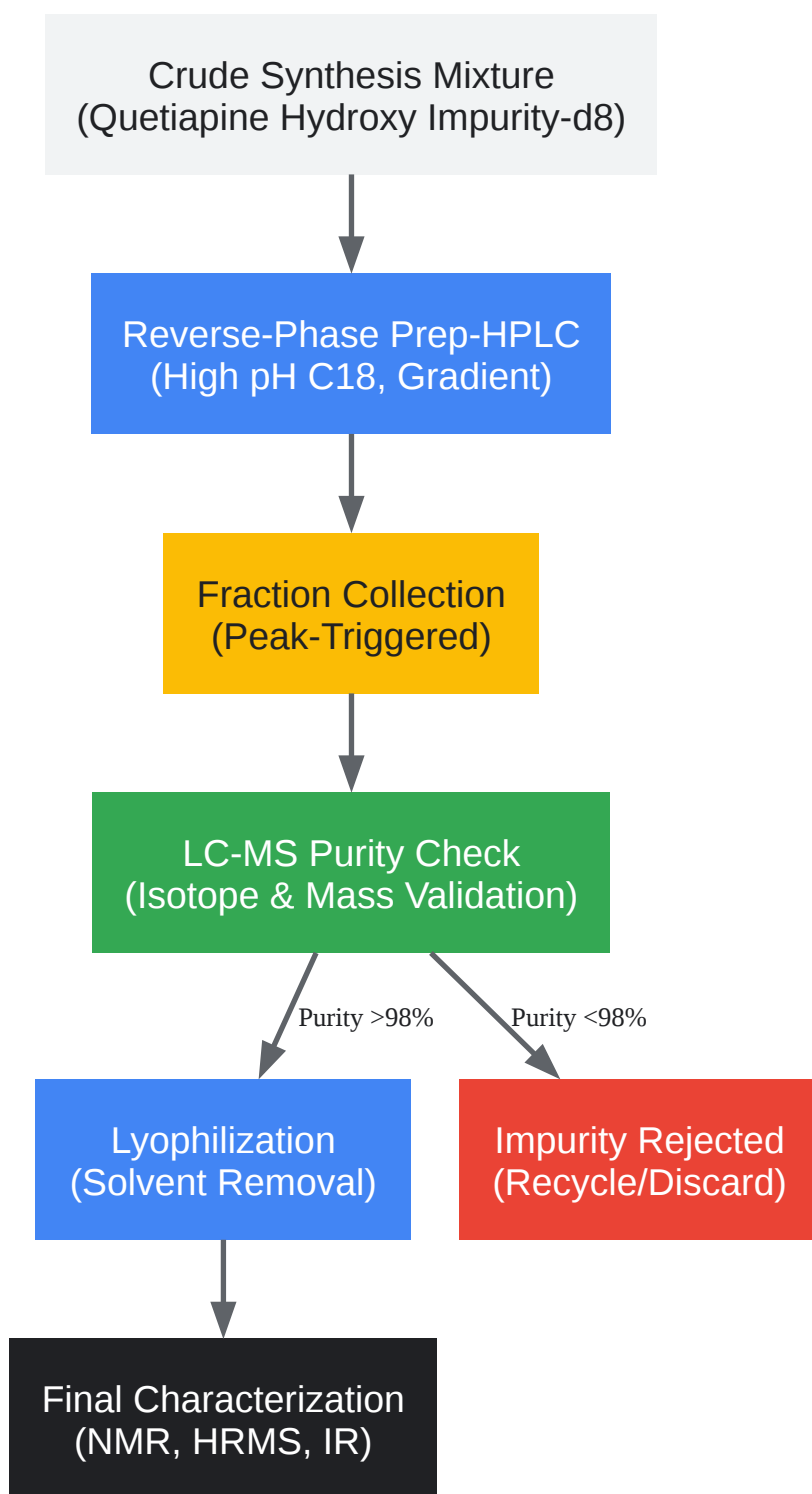 Crude Synthesis Mixture
(Quetiapine Hydroxy Impurity-d8)
Reverse-Phase Prep-HPLC
(High pH C18, Gradient)
Fraction Collection
(Peak-Triggered)
LC-MS Purity Check
(Isotope & Mass Validation)
Purity >98%
Purity <98%
Lyophilization
(Solvent Removal)
Impurity Rejected
(Recycle/Discard)
Final Characterization
(NMR, HRMS, IR)